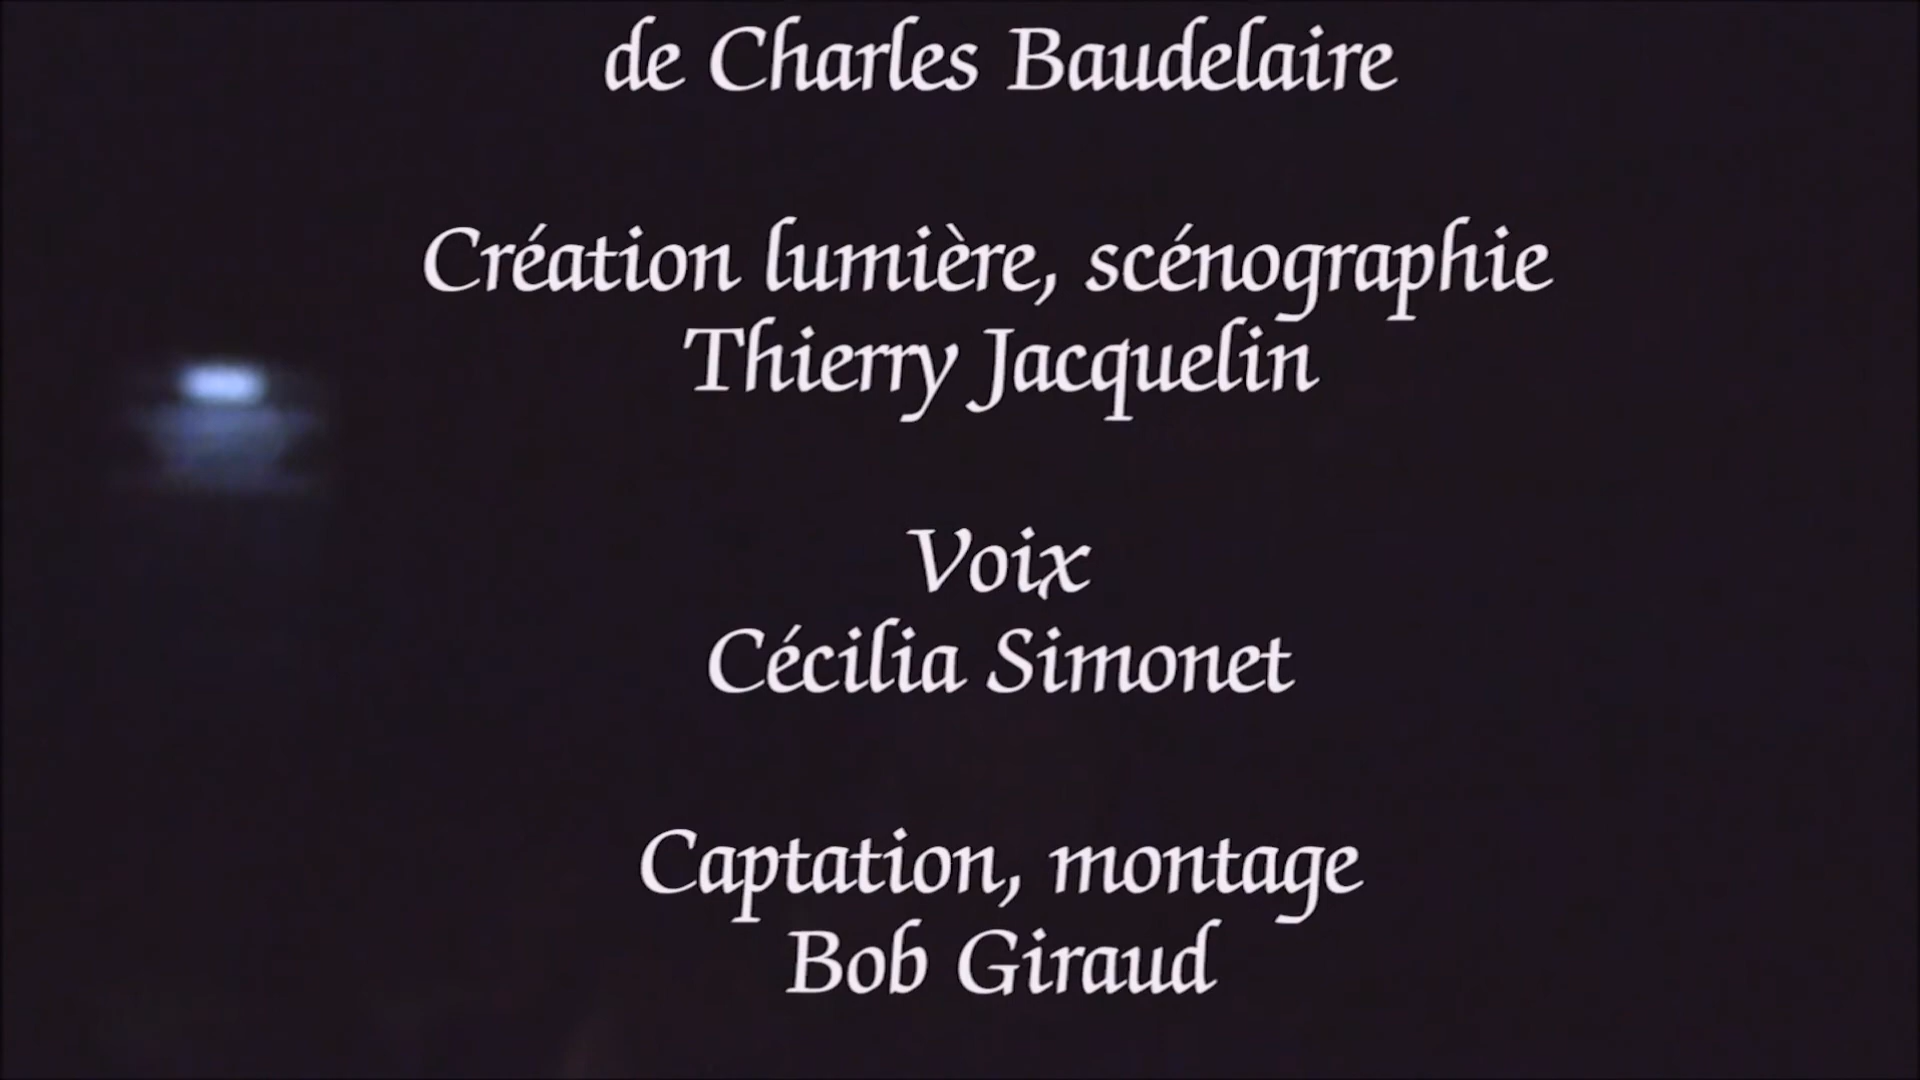 de Charles Baudelaire
Création lumière, scénographie
Thierry Jacquelin
Voix
Cécilia Simonet
Captation, montage
Bob Giraud